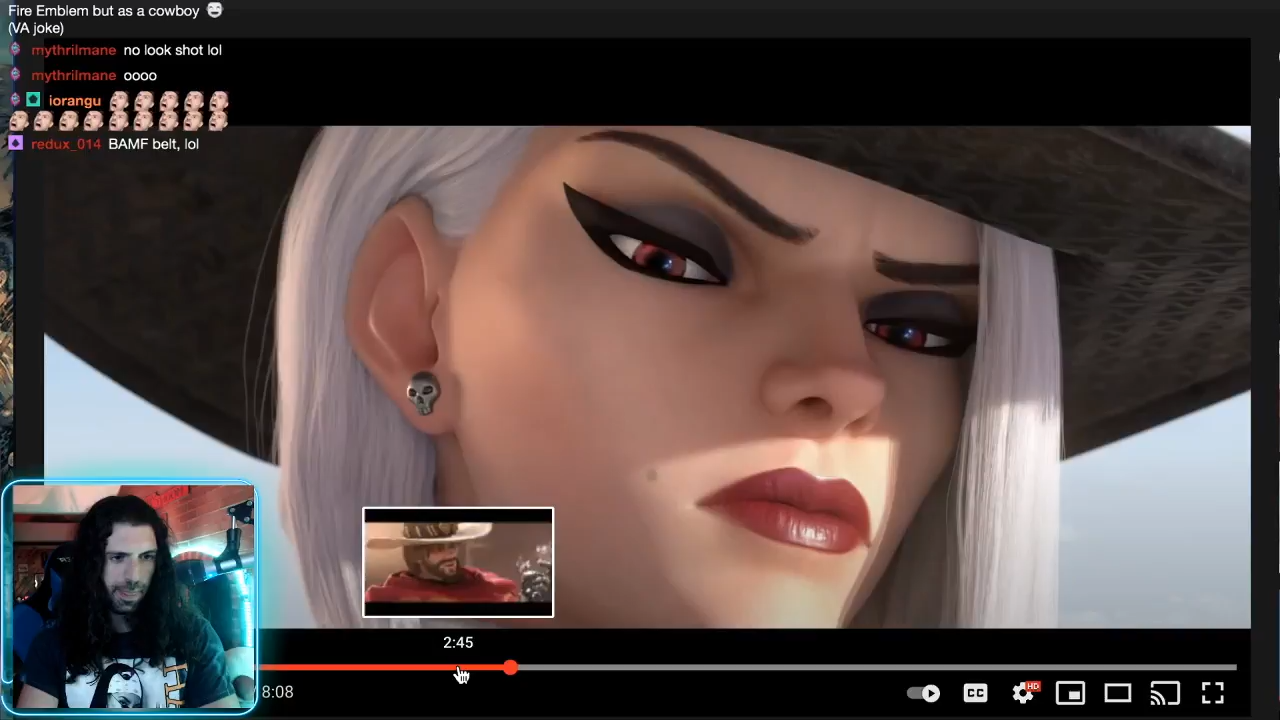 Fire Emblem but as a cowboy
(VA joke)
mythrilmane no look shot lol
mythrilmane oooo
iorangu
redux_014 BAMF belt, lol
2:45
8:08
CC
HD